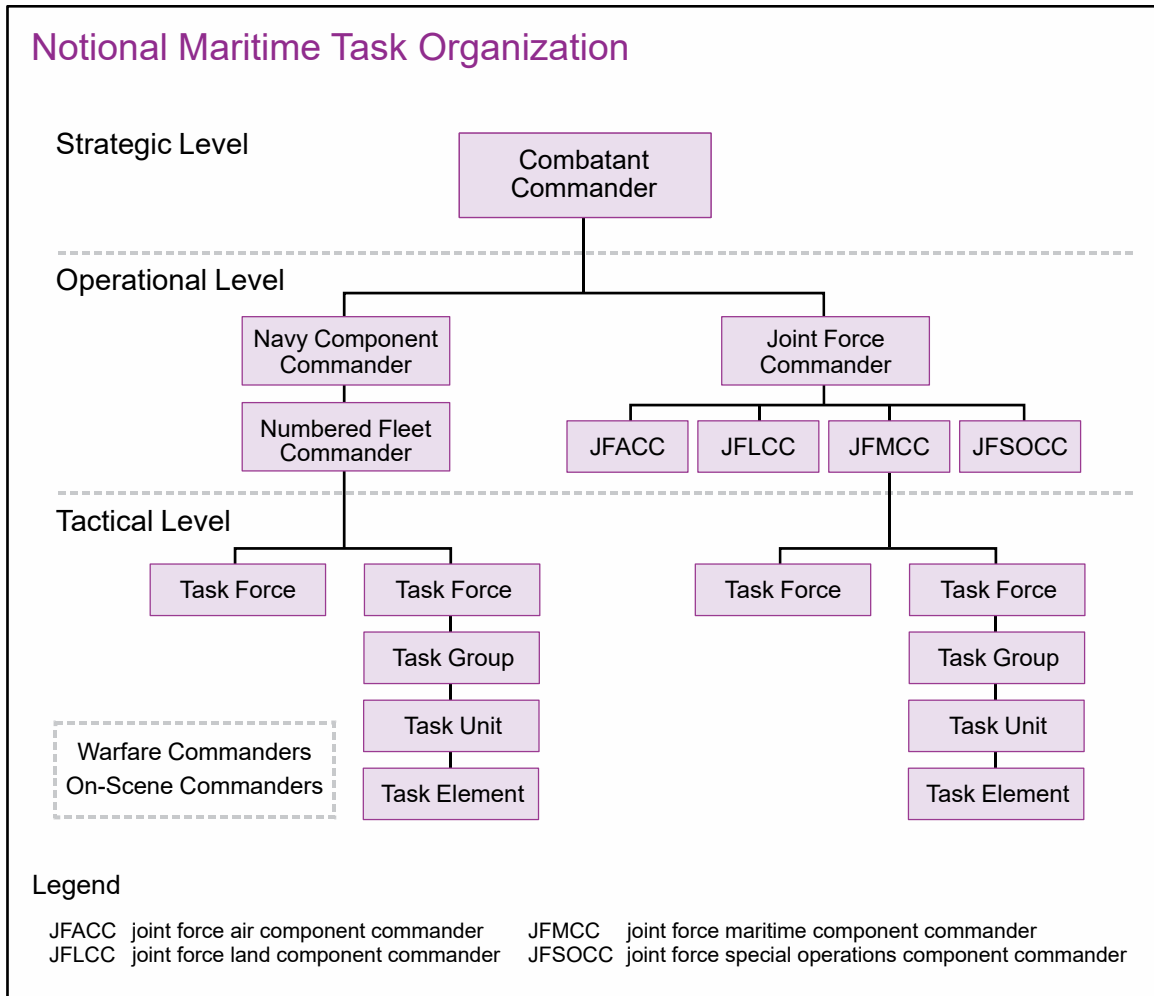 Notional Maritime Task Organization
Strategic Level
Combatant
Commander
Operational Level
Navy Component
Commander
Joint Force
Commander
Numbered Fleet
Commander
JFACC
JFLCC
JFMCC
JFSOCC
Tactical Level
Task Force
Task Force
Task Force
Task Force
Task Group
Task Group
Task Unit
Task Unit
Warfare Commanders
On-Scene Commanders
Task Element
Task Element
Legend
JFACC joint force air component commander
JFMCC joint force maritime component commander
JFLCC joint force land component commander
JFSOCC joint force special operations component commander